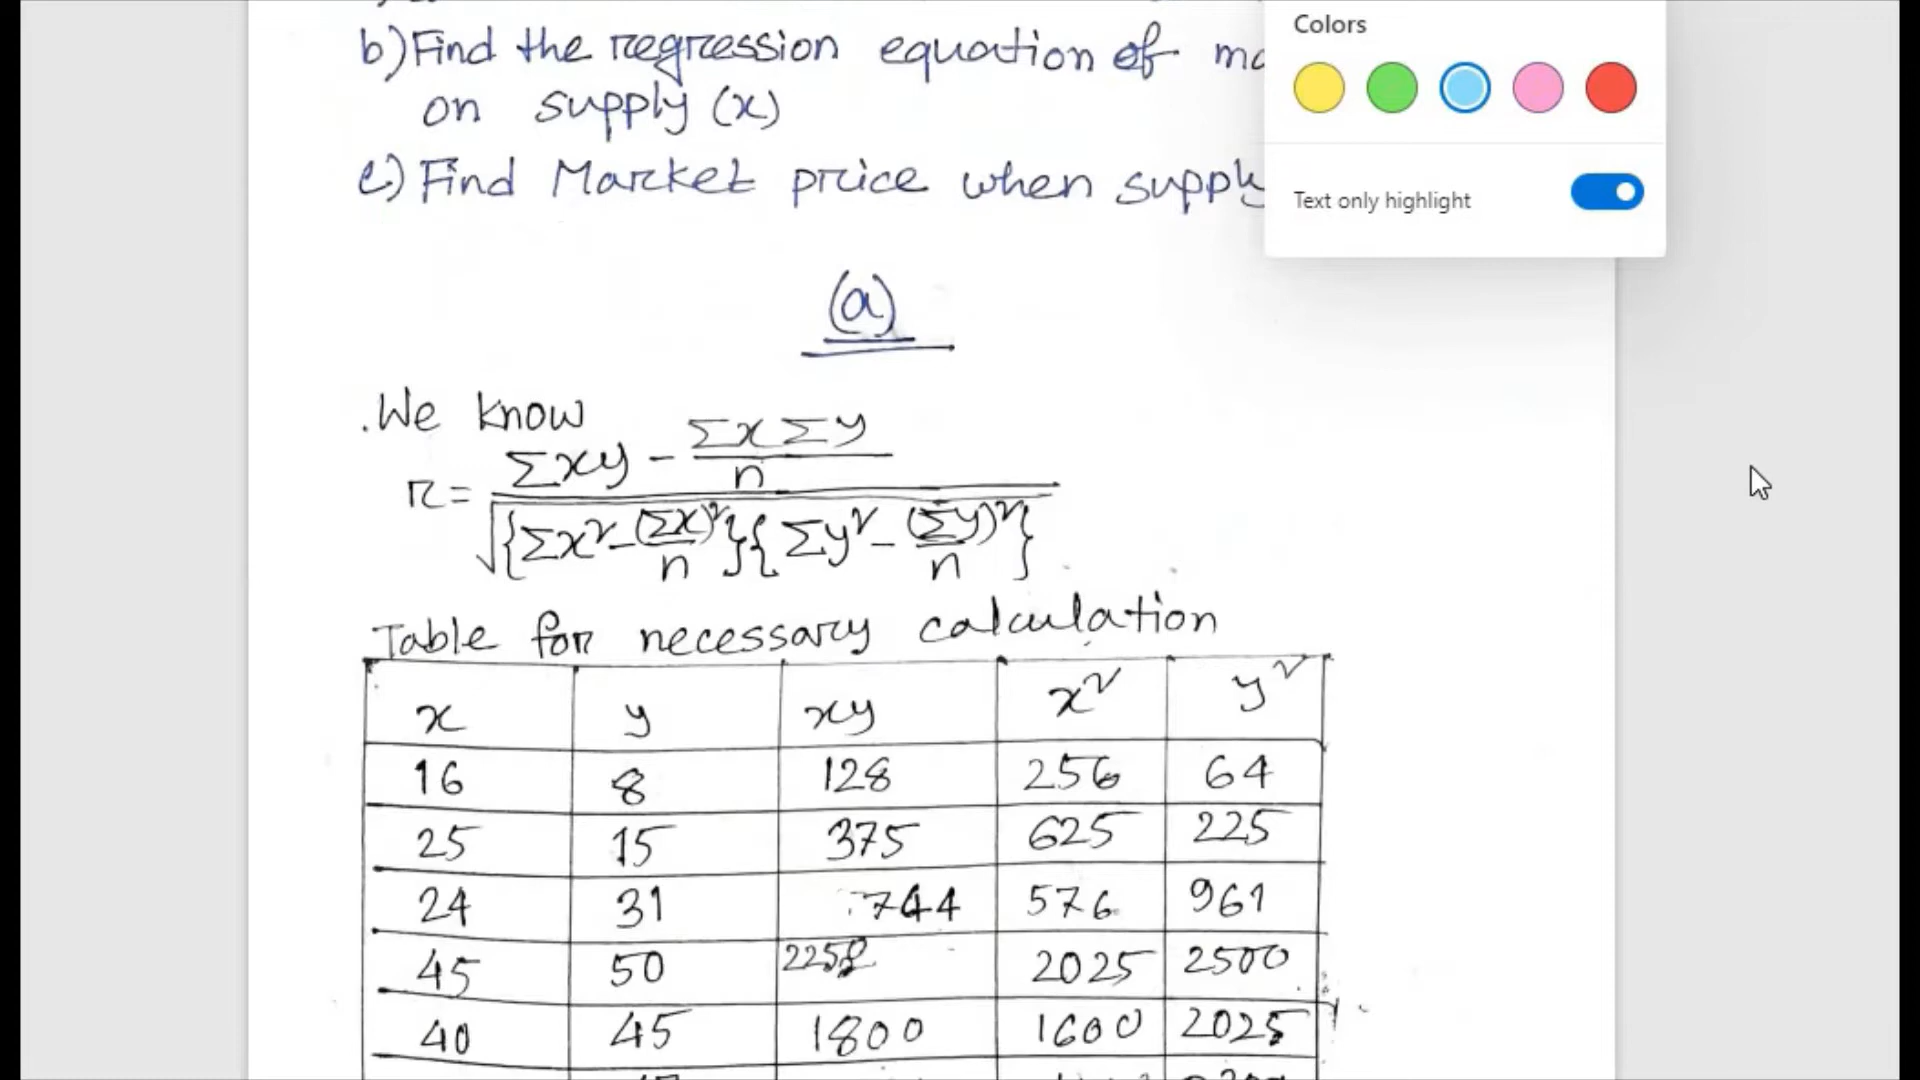 b) Find the regression equation of
on supply (x)
c) Find Market price when supply
Colors
Text only highlight
(a)
.We know
r = Σxy - ΣxΣy/n
√{Σx² - (Σx)²/n}{Σy² - (Σy)²/n}
Table for necessary calculation
x y xy x² y²
16 8 128 256 64
25 15 375 625 225
24 31 744 576 961
45 50 2025 2500
40 45 1800 1600 2025